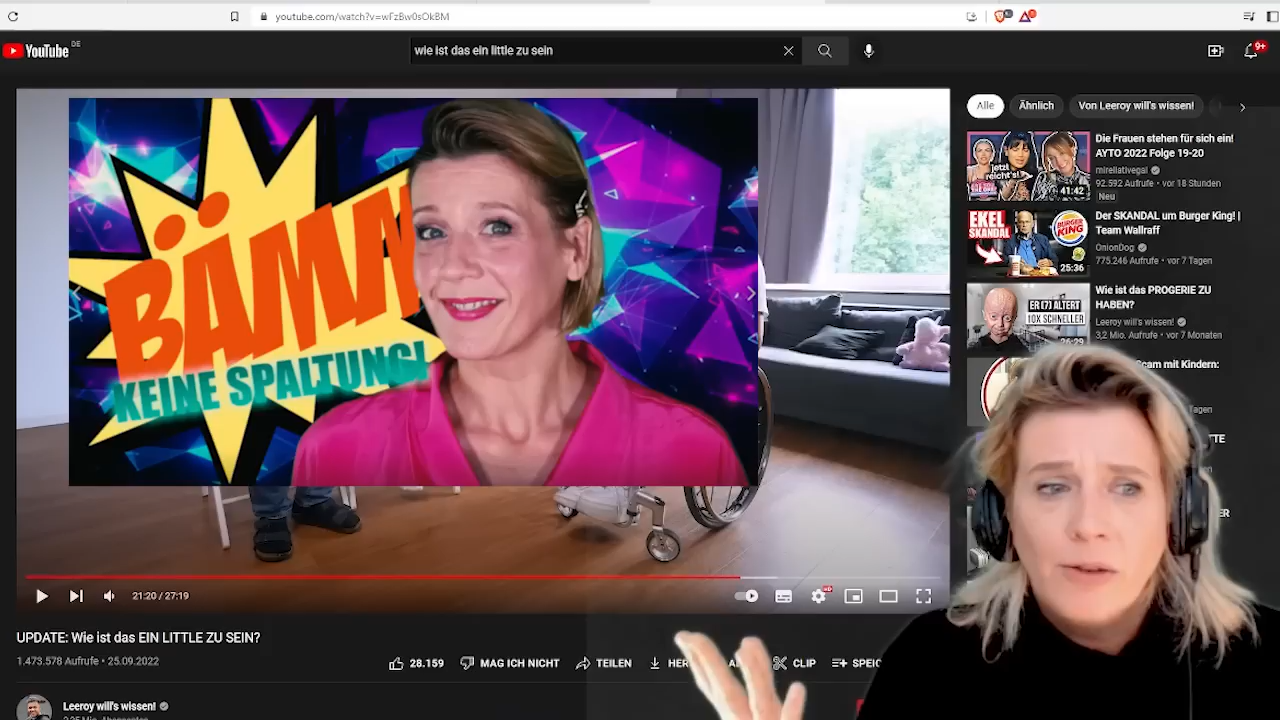 youtube.com/watch?v=wFzBw0sOkBM
YouTube DE
wie ist das ein little zu sein
9+
BÄMM
KEINE SPALTUNG!
Alle
Ähnlich
Von Leeroy will's wissen!
jetzt reicht's!
41:42
Die Frauen stehen für sich ein!
AYTO 2022 Folge 19-20
mirellativegal
92.592 Aufrufe • vor 18 Stunden
Neu
EKEL
SKANDAL
BURGER KING
25:36
Der SKANDAL um Burger King! |
Team Wallraff
OnionDog
775.246 Aufrufe • vor 7 Tagen
ER (7) ALTERT
10X SCHNELLER
26:29
Wie ist das PROGERIE ZU
HABEN?
Leeroy will's wissen!
3,2 Mio. Aufrufe • vor 7 Monaten
mit Kindern:
21:20 / 27:19
HD
UPDATE: Wie ist das EIN LITTLE ZU SEIN?
1.473.578 Aufrufe • 25.09.2022
28.159
MAG ICH NICHT
TEILEN
CLIP
Leeroy will's wissen!